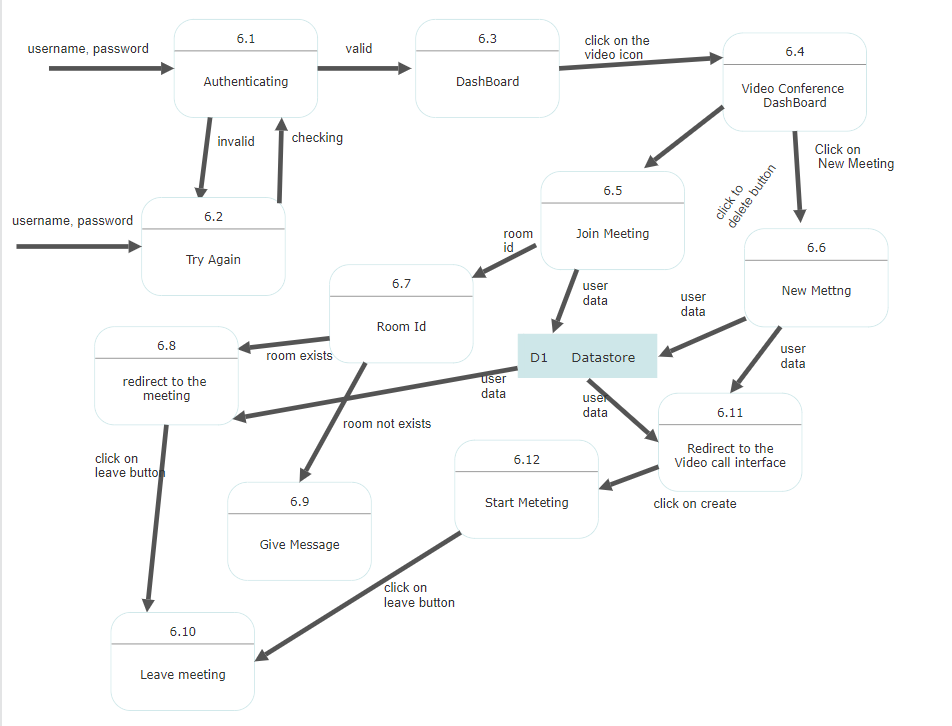 username, password
6.1
Authenticating
valid
6.3
DashBoard
click on the
video icon
6.4
Video Conference
DashBoard
invalid
checking
Click on
New Meeting
click to
delete button
username, password
6.2
Try Again
6.5
Join Meeting
room
id
6.6
New Mettng
6.7
Room Id
user
data
user
data
D1 Datastore
user
data
6.8
redirect to the
meeting
room exists
user
data
user
data
6.11
Redirect to the
Video call interface
room not exists
click on
leave button
6.12
Start Meteting
click on create
6.9
Give Message
click on
leave button
6.10
Leave meeting